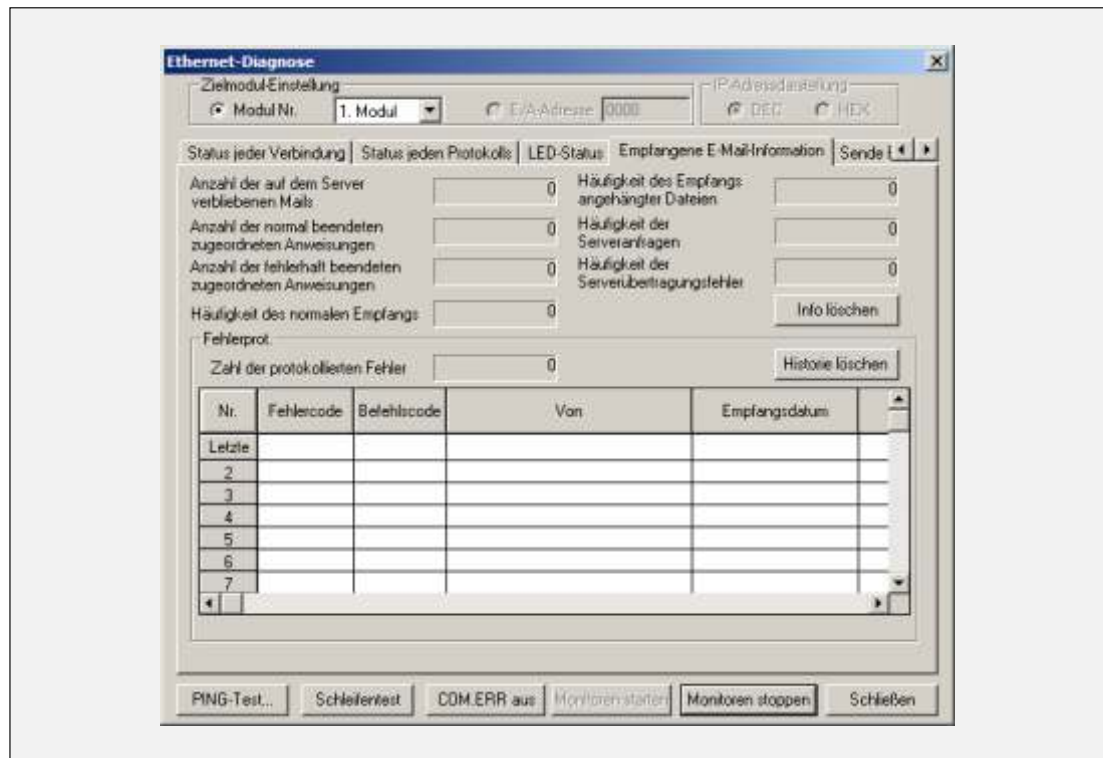 Ethernet-Diagnose
Zielmodul-Einstellung
IP-Adressdarstellung
Modul Nr.
1. Modul
E/A-Adresse
0000
DEC
HEX
Status jeder Verbindung
Status jeden Protokolls
LED-Status
Empfangene E-Mail-Information
Sende
Anzahl der auf dem Server
verbliebenen Mails
0
Häufigkeit des Empfangs
angehängter Dateien
0
Anzahl der normal beendeten
zugeordneten Anweisungen
0
Häufigkeit der
Serveranfragen
0
Anzahl der fehlerhaft beendeten
zugeordneten Anweisungen
0
Häufigkeit der
Serverübertragungsfehler
0
Häufigkeit des normalen Empfangs
0
Info löschen
Fehlerprot.
Zahl der protokollierten Fehler
0
Historie löschen
Nr.
Fehlercode
Befehlscode
Von
Empfangsdatum
Letzte
2
3
4
5
6
7
PING-Test...
Schleifentest
COM.ERR aus
Monitoren starten
Monitoren stoppen
Schließen